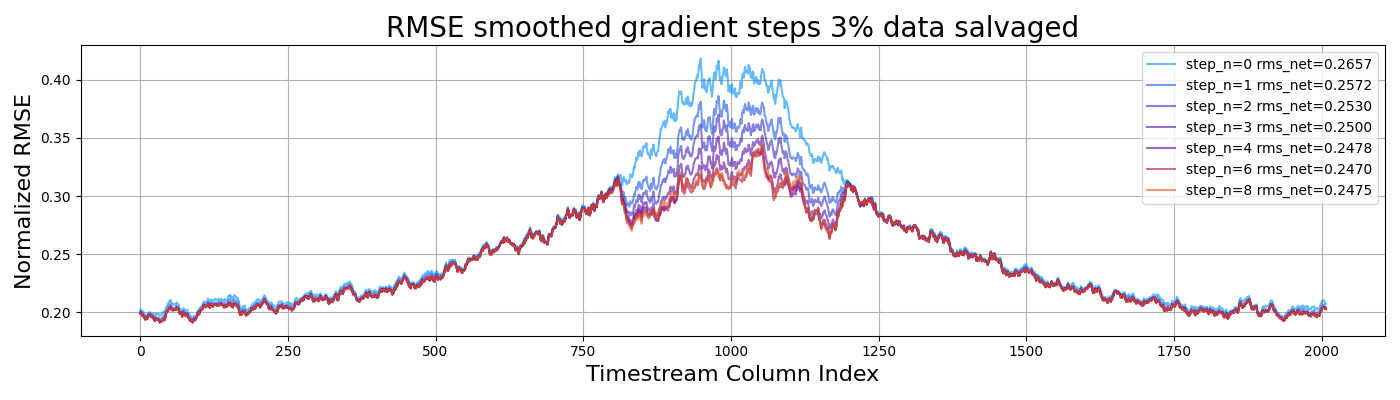 RMSE smoothed gradient steps 3% data salvaged
Normalized RMSE
0.40
0.35
0.30
0.25
0.20
step_n=0 rms_net=0.2657
step_n=1 rms_net=0.2572
step_n=2 rms_net=0.2530
step_n=3 rms_net=0.2500
step_n=4 rms_net=0.2478
step_n=6 rms_net=0.2470
step_n=8 rms_net=0.2475
0 250 500 750 1000 1250 1500 1750 2000
Timestream Column Index